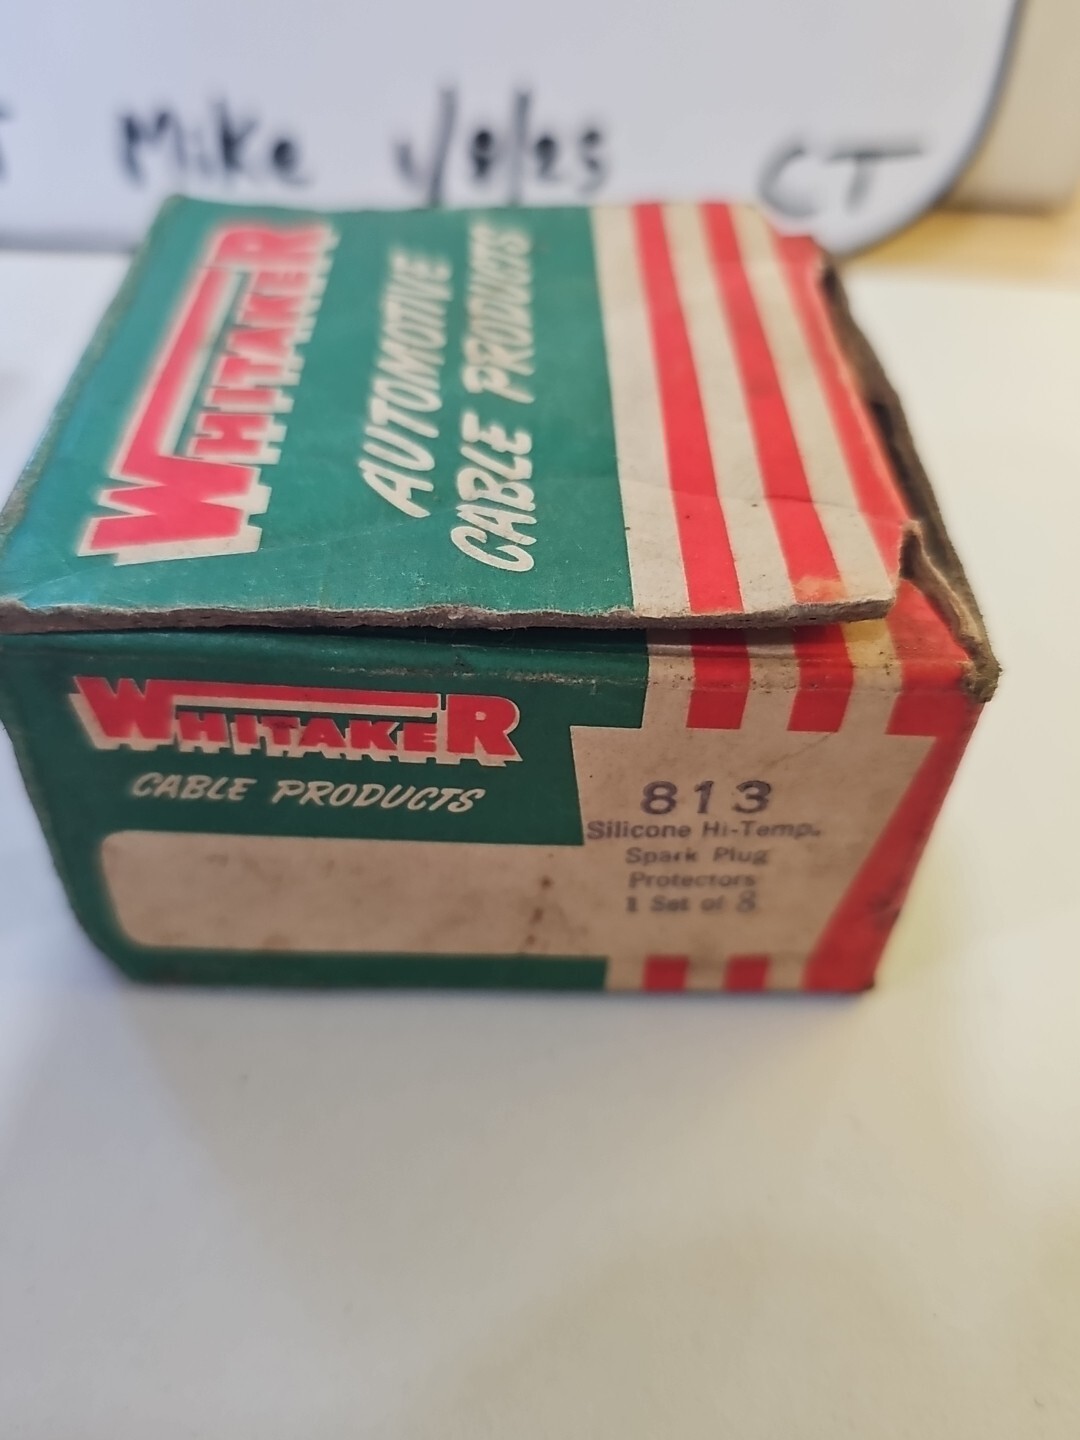 Mike 1/8/25 CT
WHITAKER
AUTOMOTIVE
CABLE PRODUCTS
WHITAKER
CABLE PRODUCTS
813
Silicone Hi-Temp.
Spark Plug
Protectors
1 Set of 8